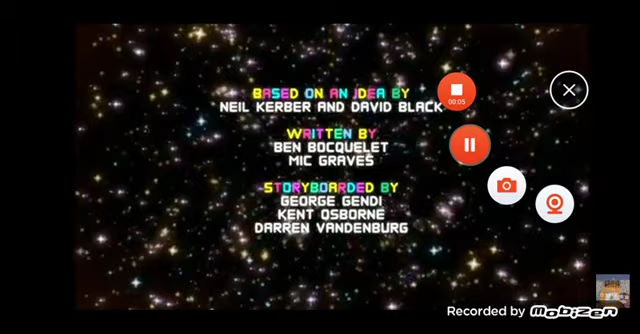 BASED ON AN IDEA BY
NEIL KERBER AND DAVID BLACK
00:05
WRITTEN BY
BEN BOCQUELET
MIC GRAVES
STORYBOARDED BY
GEORGE GENDI
KENT OSBORNE
DARREN VANDENBURG
Recorded by mobizen